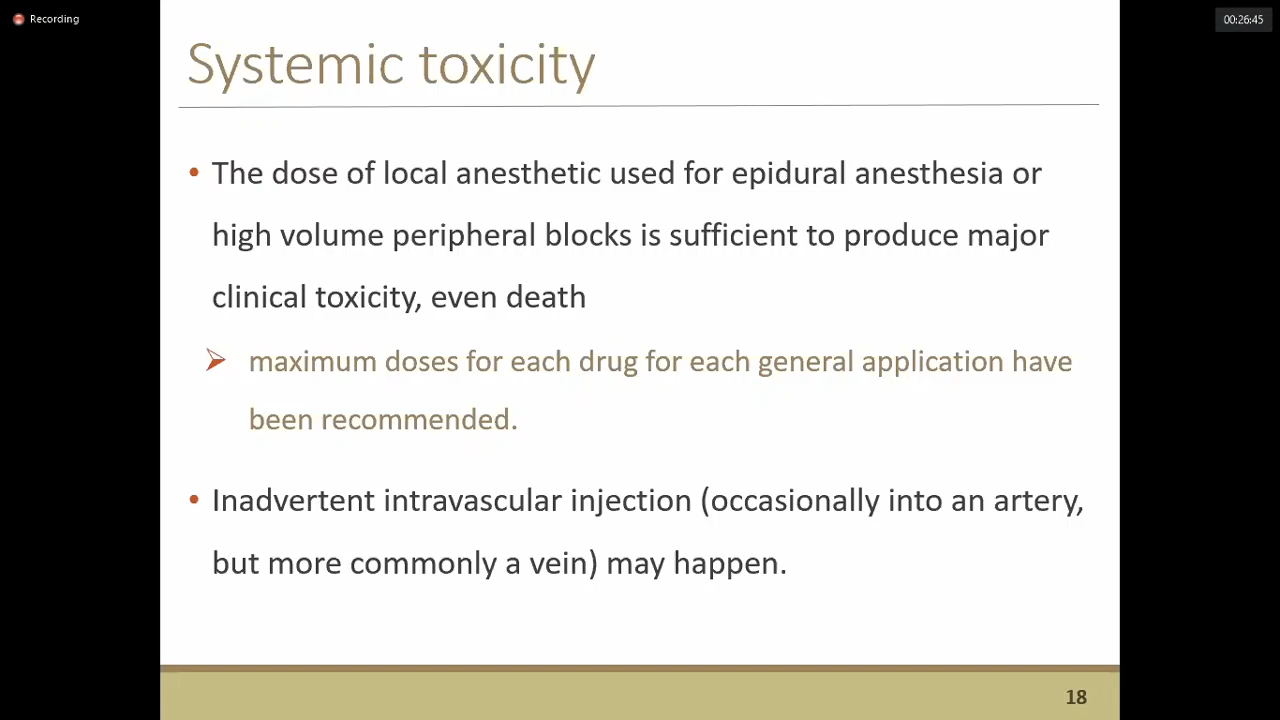 Recording
00:26:45
Systemic toxicity
• The dose of local anesthetic used for epidural anesthesia or
high volume peripheral blocks is sufficient to produce major
clinical toxicity, even death
➢ maximum doses for each drug for each general application have
been recommended.
• Inadvertent intravascular injection (occasionally into an artery,
but more commonly a vein) may happen.
18